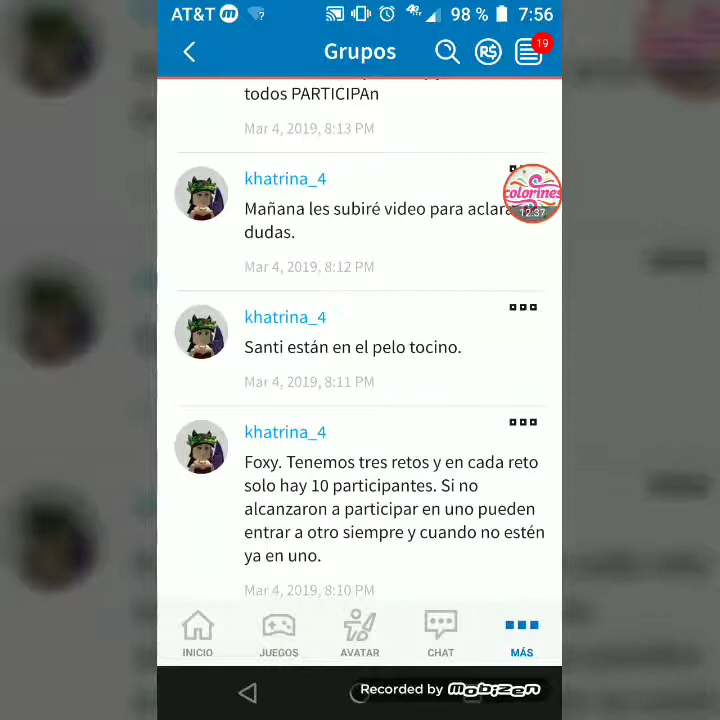 AT&T 4G 98 % 7:56
Grupos R$ 19
todos PARTICIPAn
Mar 4, 2019, 8:13 PM
khatrina_4
colorines
12:37
Mañana les subiré video para aclara
dudas.
Mar 4, 2019, 8:12 PM
khatrina_4
Santi están en el pelo tocino.
Mar 4, 2019, 8:11 PM
khatrina_4
Foxy. Tenemos tres retos y en cada reto
solo hay 10 participantes. Si no
alcanzaron a participar en uno pueden
entrar a otro siempre y cuando no estén
ya en uno.
Mar 4, 2019, 8:10 PM
INICIO JUEGOS AVATAR CHAT MÁS
Recorded by mobizen